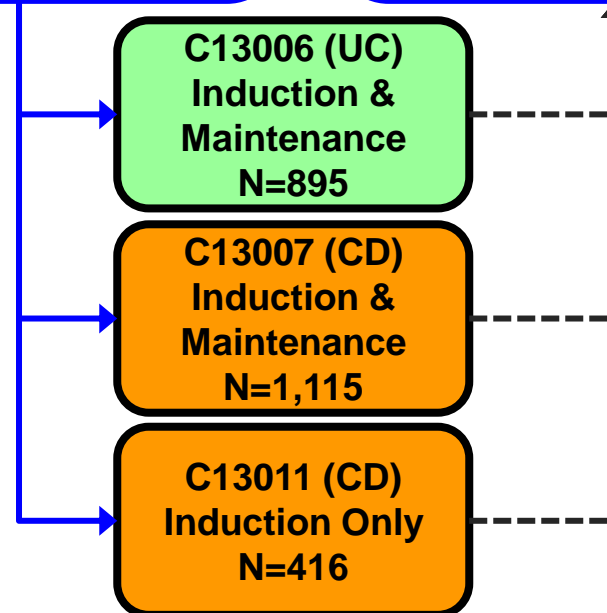 C13006 (UC)
Induction &
Maintenance
N=895
C13007 (CD)
Induction &
Maintenance
N=1,115
C13011 (CD)
Induction Only
N=416